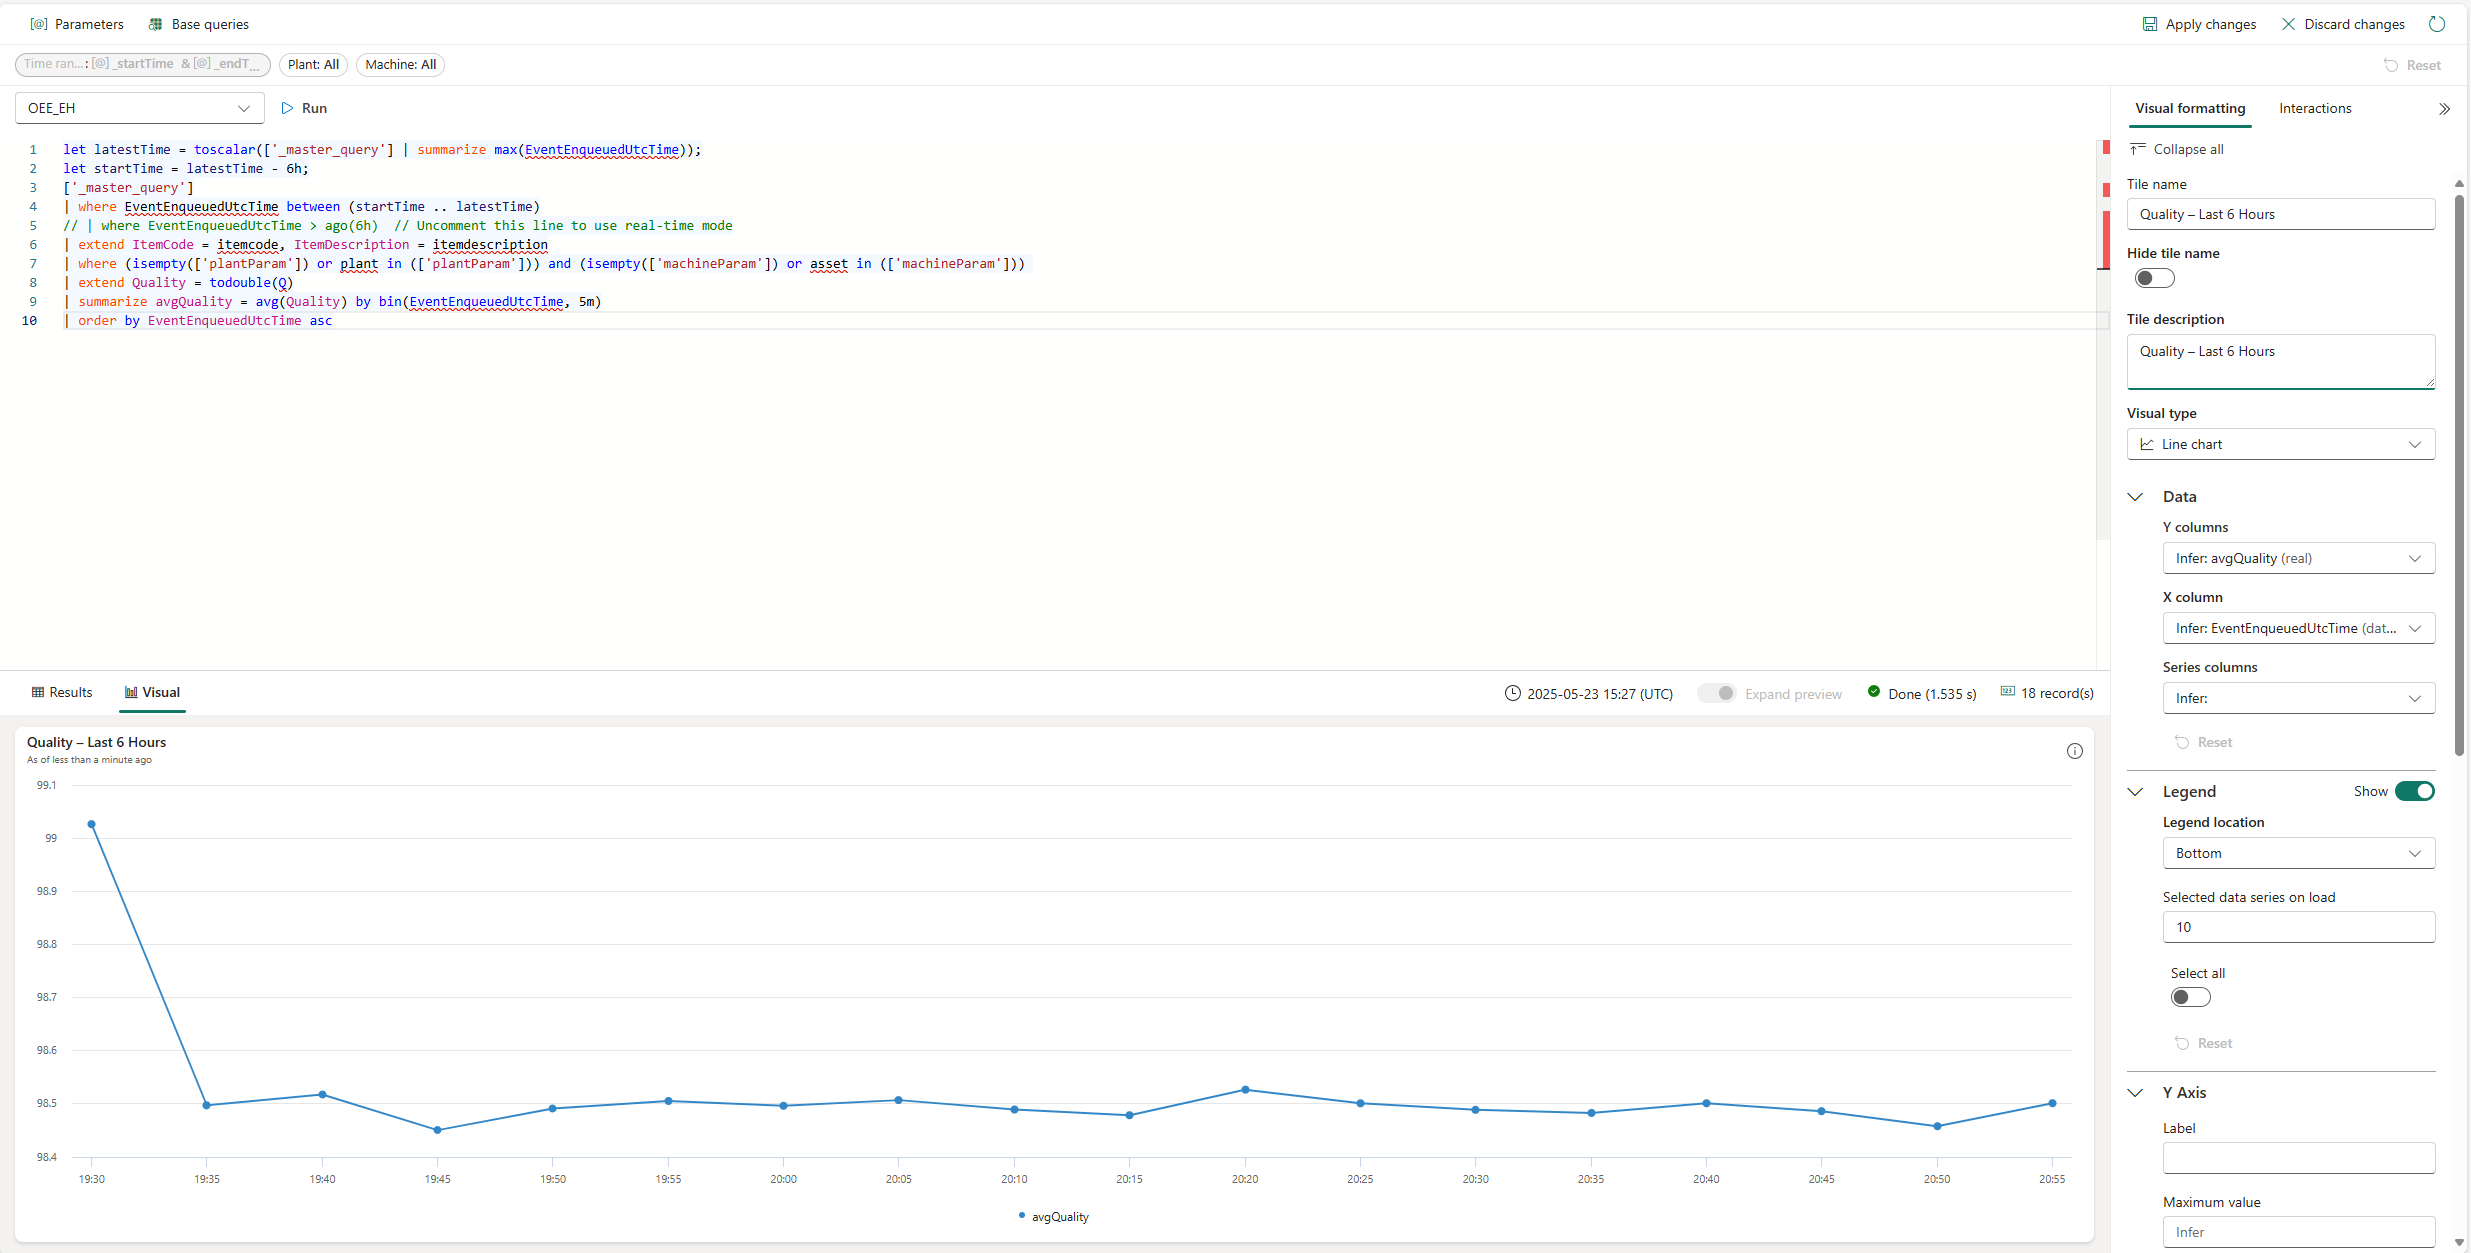 [@] Parameters Base queries Apply changes Discard changes
Time ran...: [@] _startTime & [@] _endT... Plant: All Machine: All Reset
OEE_EH Run
1 let latestTime = toscalar(['_master_query'] | summarize max(EventEnqueuedUtcTime));
2 let startTime = latestTime - 6h;
3 ['_master_query']
4 | where EventEnqueuedUtcTime between (startTime .. latestTime)
5 // | where EventEnqueuedUtcTime > ago(6h)  // Uncomment this line to use real-time mode
6 | extend ItemCode = itemcode, ItemDescription = itemdescription
7 | where (isempty(['plantParam']) or plant in (['plantParam'])) and (isempty(['machineParam']) or asset in (['machineParam']))
8 | extend Quality = todouble(Q)
9 | summarize avgQuality = avg(Quality) by bin(EventEnqueuedUtcTime, 5m)
10 | order by EventEnqueuedUtcTime asc
Results Visual 2025-05-23 15:27 (UTC) Expand preview Done (1.535 s) 18 record(s)
Quality – Last 6 Hours
As of less than a minute ago
99.1
99
98.9
98.8
98.7
98.6
98.5
98.4
19:30 19:35 19:40 19:45 19:50 19:55 20:00 20:05 20:10 20:15 20:20 20:25 20:30 20:35 20:40 20:45 20:50 20:55
avgQuality
Visual formatting Interactions
Collapse all
Tile name
Quality – Last 6 Hours
Hide tile name
Tile description
Quality – Last 6 Hours
Visual type
Line chart
Data
Y columns
Infer: avgQuality (real)
X column
Infer: EventEnqueuedUtcTime (dat...
Series columns
Infer:
Reset
Legend Show
Legend location
Bottom
Selected data series on load
10
Select all
Reset
Y Axis
Label
Maximum value
Infer